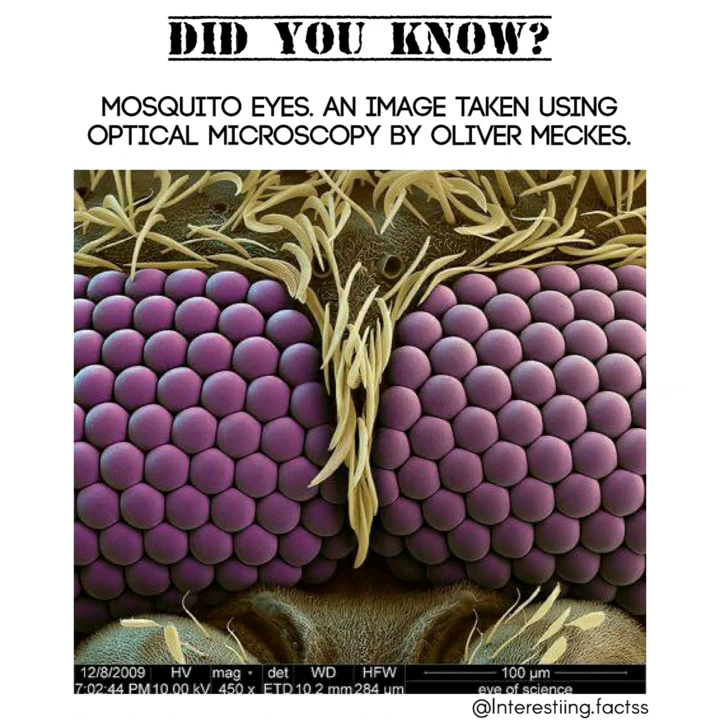 DID YOU KNOW?
MOSQUITO EYES. AN IMAGE TAKEN USING
OPTICAL MICROSCOPY BY OLIVER MECKES.
12/8/2009 HV mag det WD HFW 100 µm
7:02:44 PM 10.00 kV 450 x ETD 10.2 mm 284 µm eye of science
@Interestiing.factss